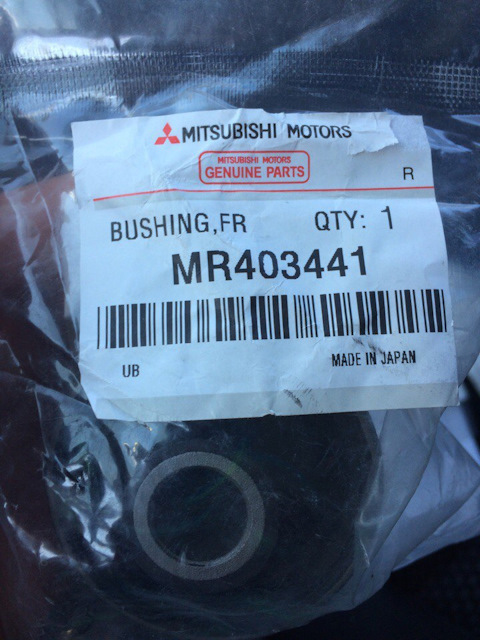 MITSUBISHI MOTORS
MITSUBISHI MOTORS
GENUINE PARTS
R
BUSHING,FR QTY: 1
MR403441
UB MADE IN JAPAN